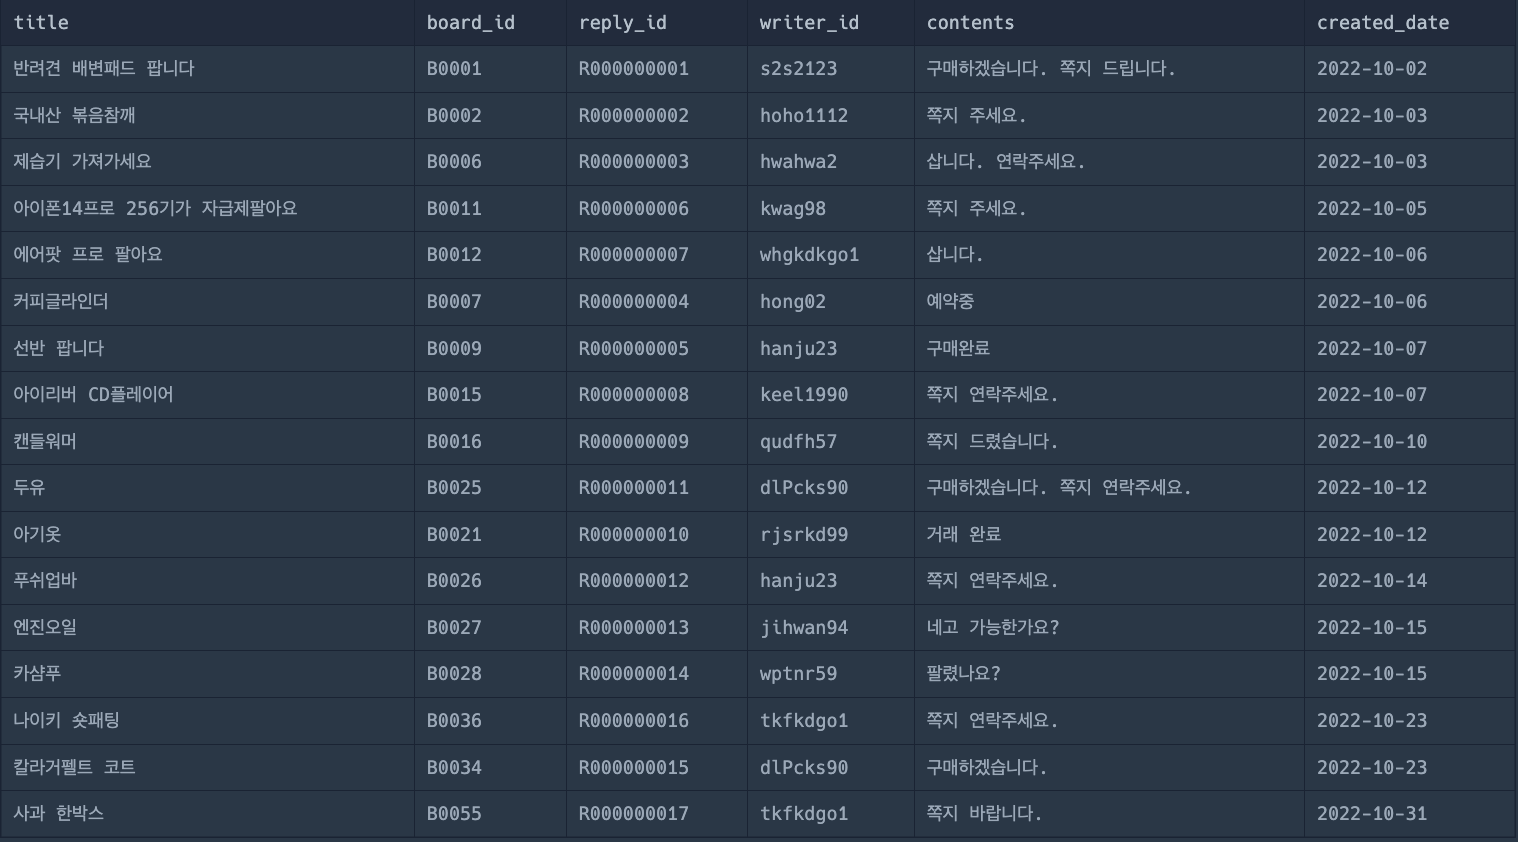 title board_id reply_id writer_id contents created_date
반려견 배변패드 팝니다 B0001 R000000001 s2s2123 구매하겠습니다. 쪽지 드립니다. 2022-10-02
국내산 볶음참깨 B0002 R000000002 hoho1112 쪽지 주세요. 2022-10-03
제습기 가져가세요 B0006 R000000003 hwahwa2 삽니다. 연락주세요. 2022-10-03
아이폰14프로 256기가 자급제팔아요 B0011 R000000006 kwag98 쪽지 주세요. 2022-10-05
에어팟 프로 팔아요 B0012 R000000007 whgkdkgo1 삽니다. 2022-10-06
커피글라인더 B0007 R000000004 hong02 예약중 2022-10-06
선반 팝니다 B0009 R000000005 hanju23 구매완료 2022-10-07
아이리버 CD플레이어 B0015 R000000008 keel1990 쪽지 연락주세요. 2022-10-07
캔들워머 B0016 R000000009 qudfh57 쪽지 드렸습니다. 2022-10-10
두유 B0025 R000000011 dlPcks90 구매하겠습니다. 쪽지 연락주세요. 2022-10-12
아기옷 B0021 R000000010 rjsrkd99 거래 완료 2022-10-12
푸쉬업바 B0026 R000000012 hanju23 쪽지 연락주세요. 2022-10-14
엔진오일 B0027 R000000013 jihwan94 네고 가능한가요? 2022-10-15
카샴푸 B0028 R000000014 wptnr59 팔렸나요? 2022-10-15
나이키 숏패팅 B0036 R000000016 tkfkdgo1 쪽지 연락주세요. 2022-10-23
칼라거펠트 코트 B0034 R000000015 dlPcks90 구매하겠습니다. 2022-10-23
사과 한박스 B0055 R000000017 tkfkdgo1 쪽지 바랍니다. 2022-10-31